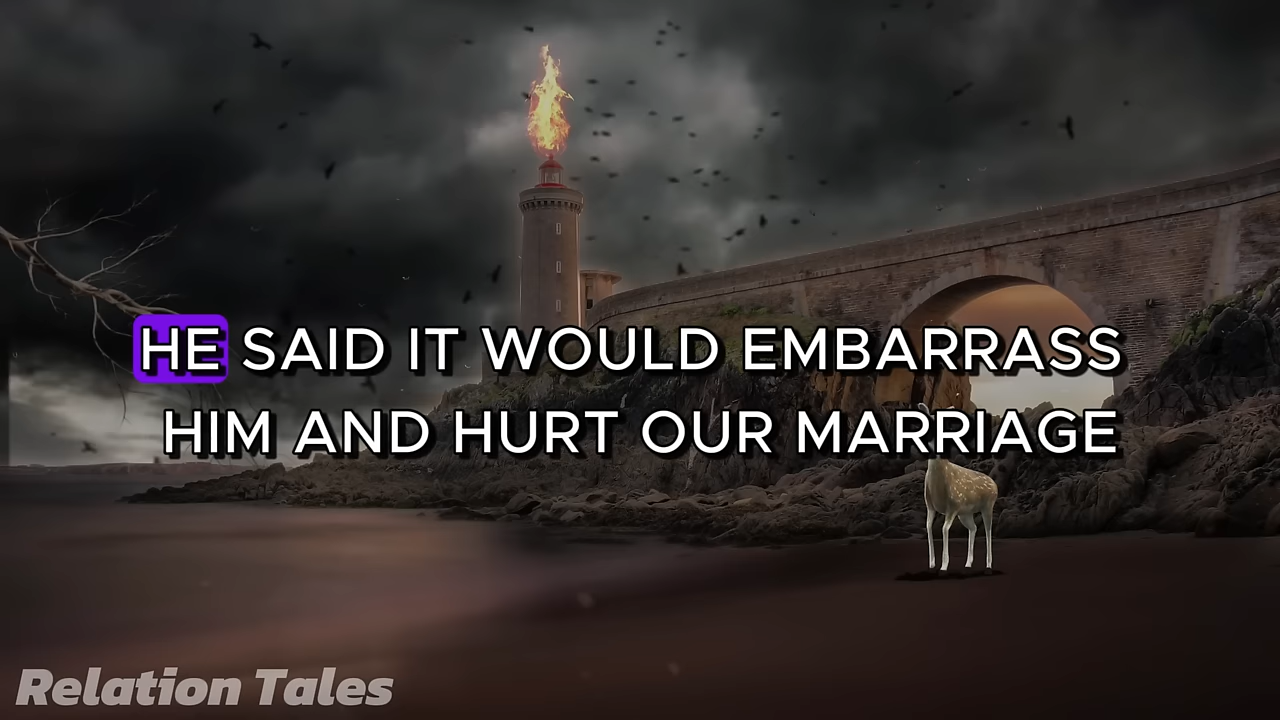 HE SAID IT WOULD EMBARRASS
HIM AND HURT OUR MARRIAGE
Relation Tales